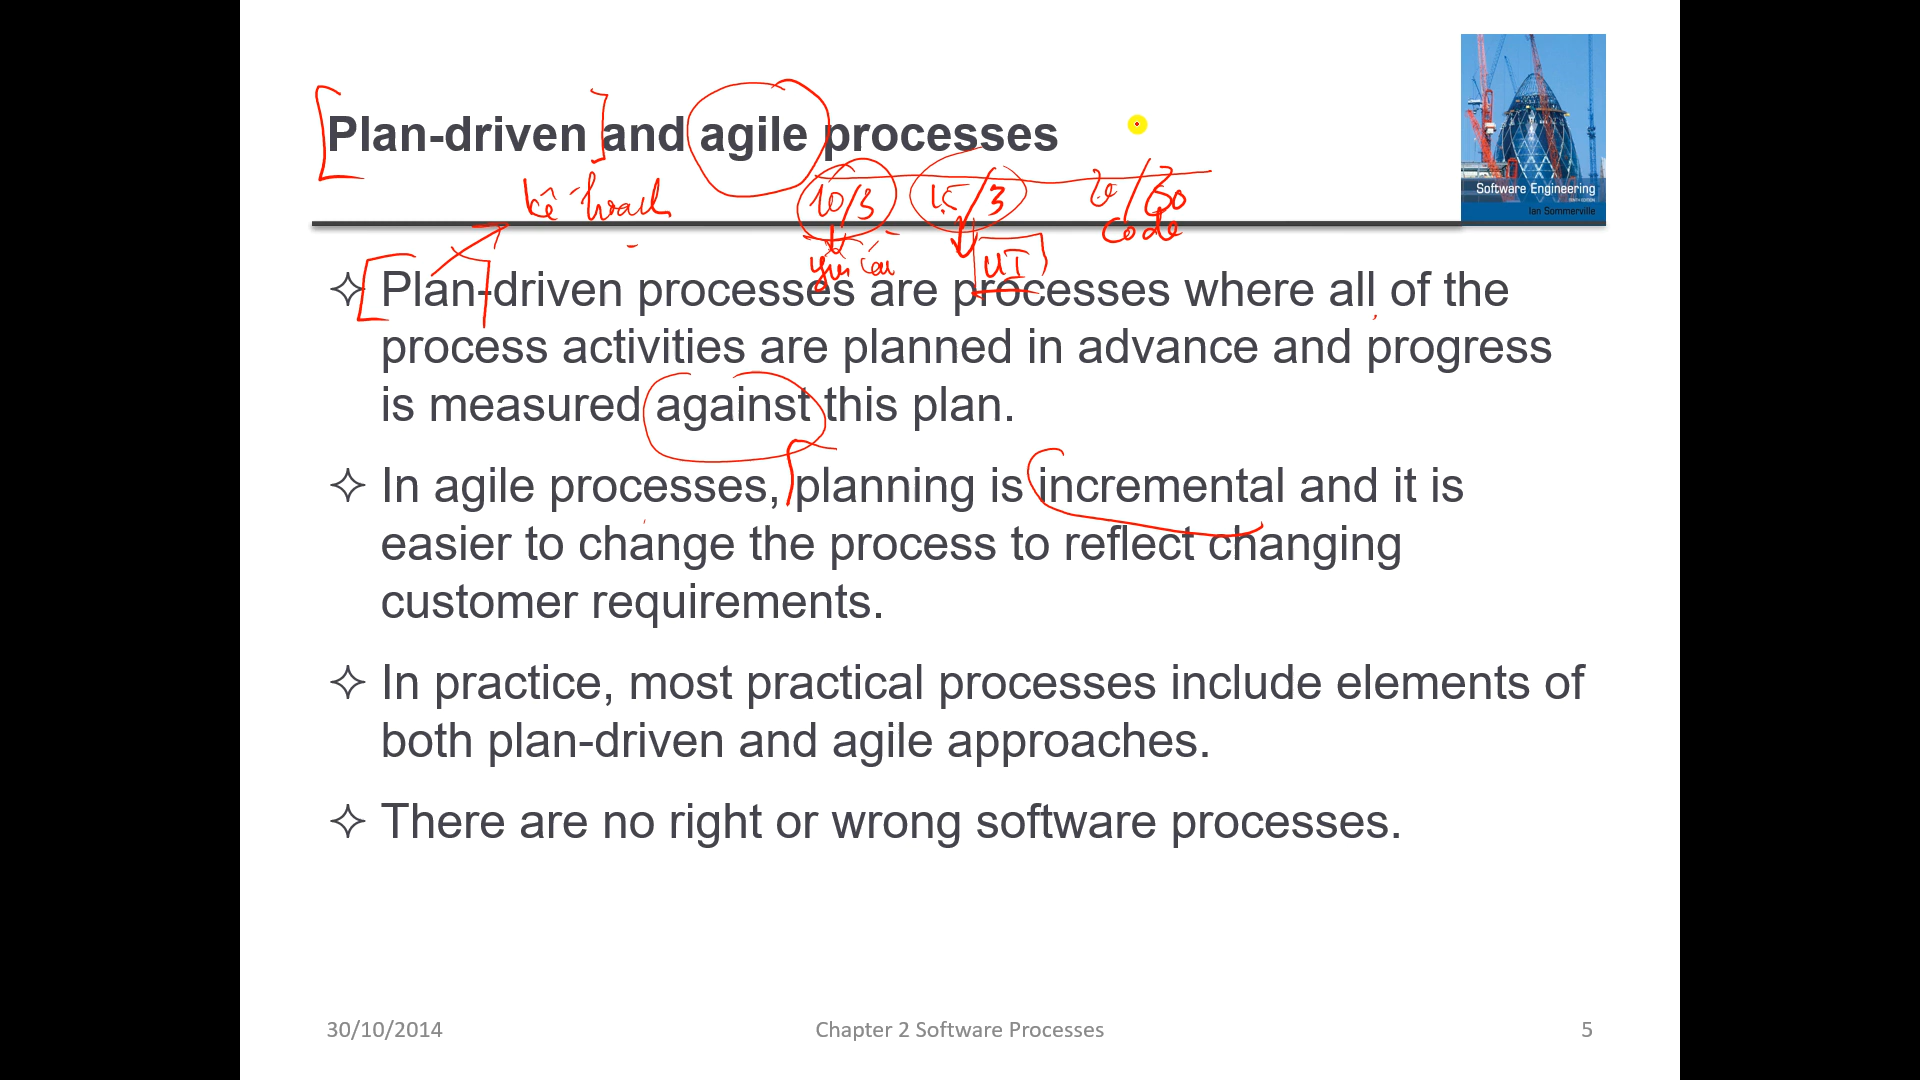 Plan-driven and agile processes
kế hoạch
10/3 15/3 20/
yêu cầu UI code
Software Engineering
Ian Sommerville
Plan-driven processes are processes where all of the
process activities are planned in advance and progress
is measured against this plan.
In agile processes, planning is incremental and it is
easier to change the process to reflect changing
customer requirements.
In practice, most practical processes include elements of
both plan-driven and agile approaches.
There are no right or wrong software processes.
30/10/2014 Chapter 2 Software Processes 5